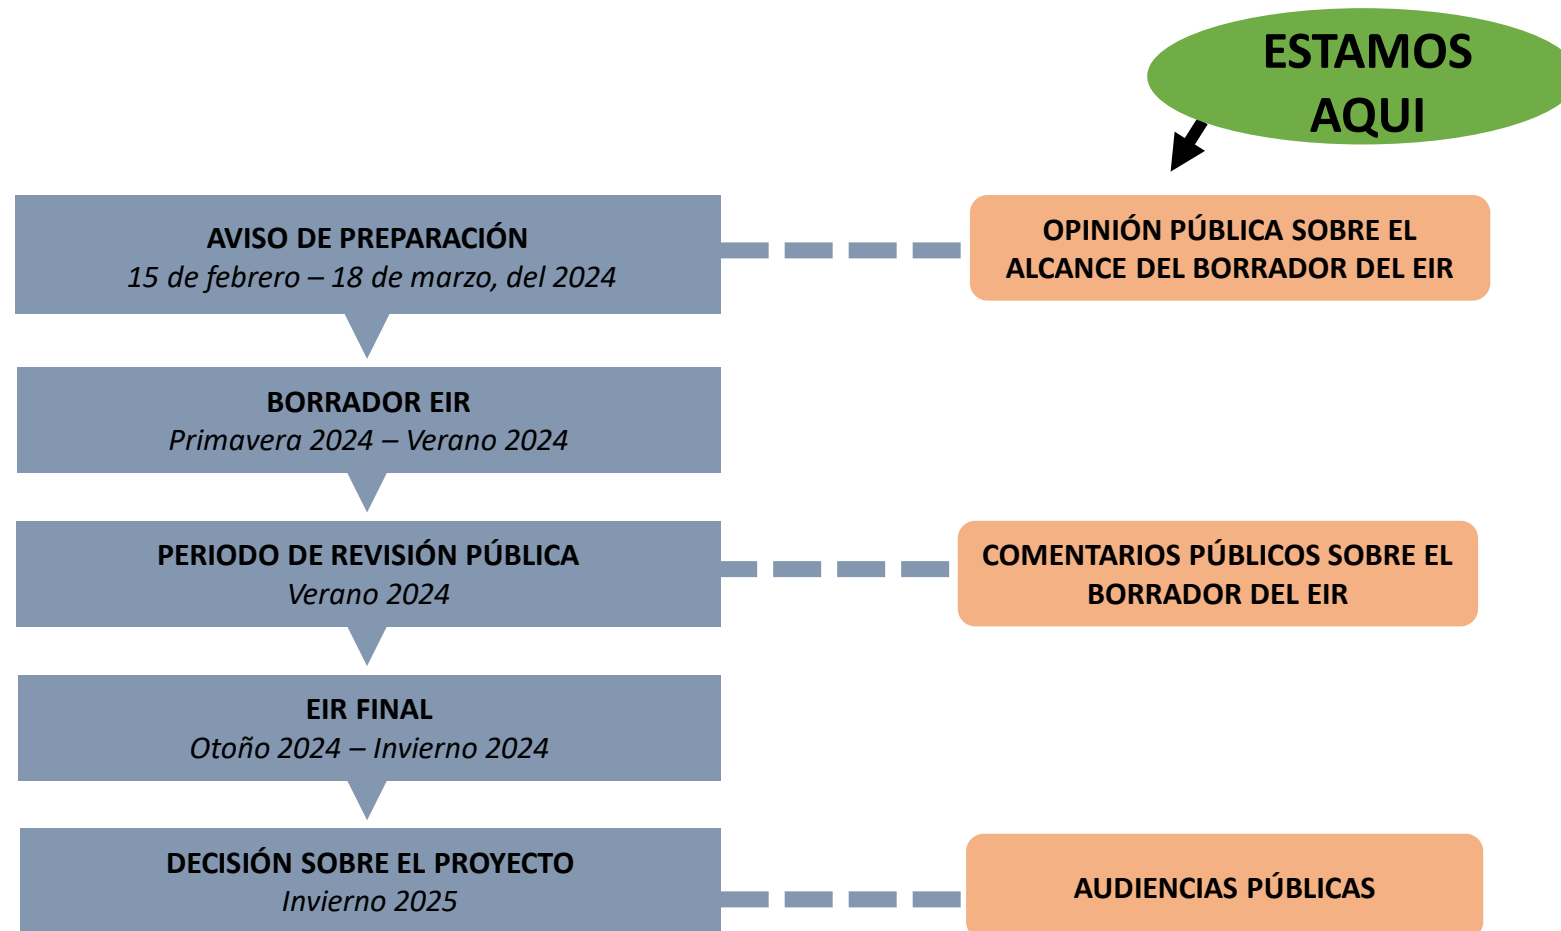 ESTAMOS
AQUI
AVISO DE PREPARACIÓN
15 de febrero – 18 de marzo, del 2024
OPINIÓN PÚBLICA SOBRE EL
ALCANCE DEL BORRADOR DEL EIR
BORRADOR EIR
Primavera 2024 – Verano 2024
PERIODO DE REVISIÓN PÚBLICA
Verano 2024
COMENTARIOS PÚBLICOS SOBRE EL
BORRADOR DEL EIR
EIR FINAL
Otoño 2024 – Invierno 2024
DECISIÓN SOBRE EL PROYECTO
Invierno 2025
AUDIENCIAS PÚBLICAS